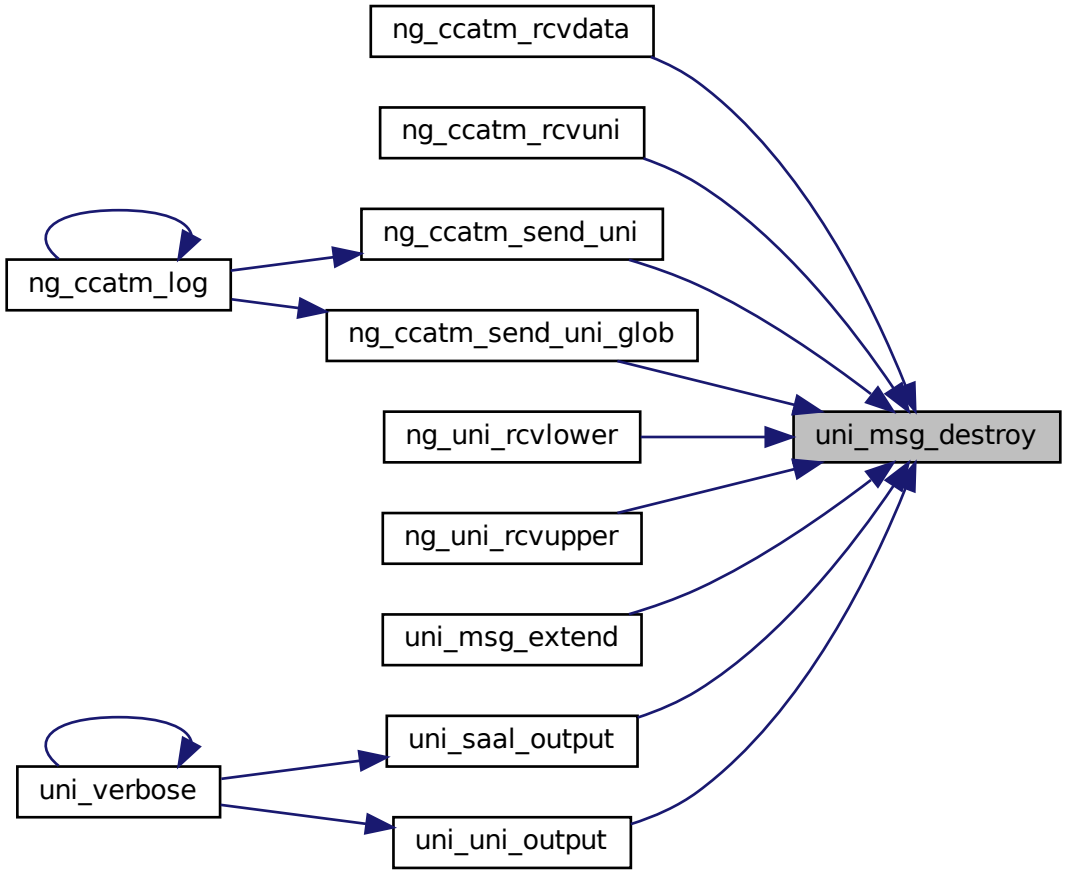 ng_ccatm_rcvdata
ng_ccatm_rcvuni
ng_ccatm_send_uni
ng_ccatm_log
ng_ccatm_send_uni_glob
ng_uni_rcvlower
uni_msg_destroy
ng_uni_rcvupper
uni_msg_extend
uni_saal_output
uni_verbose
uni_uni_output